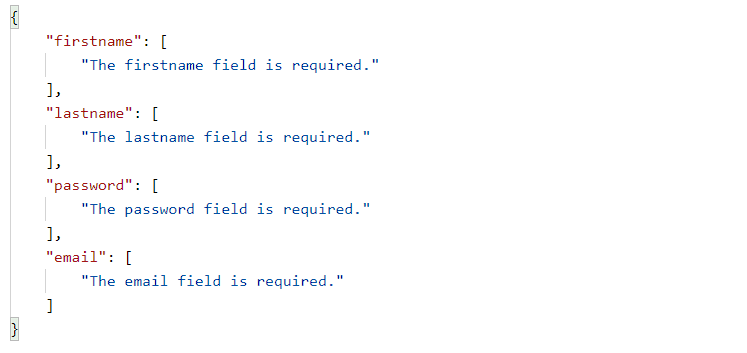 {
    "firstname": [
        "The firstname field is required."
    ],
    "lastname": [
        "The lastname field is required."
    ],
    "password": [
        "The password field is required."
    ],
    "email": [
        "The email field is required."
    ]
}